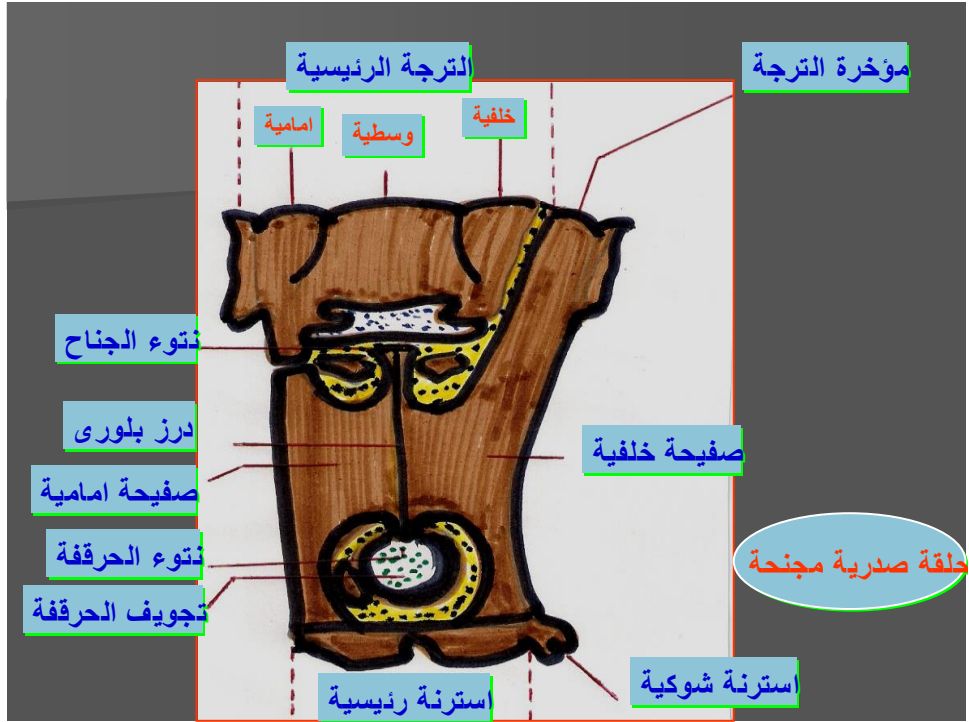 الترجة الرئيسية
مؤخرة الترجة
امامية
وسطية
خلفية
نتوء الجناح
درز بلورى
صفيحة خلفية
صفيحة امامية
نتوء الحرقفة
حلقة صدرية مجنحة
تجويف الحرقفة
استرنة شوكية
استرنة رئيسية